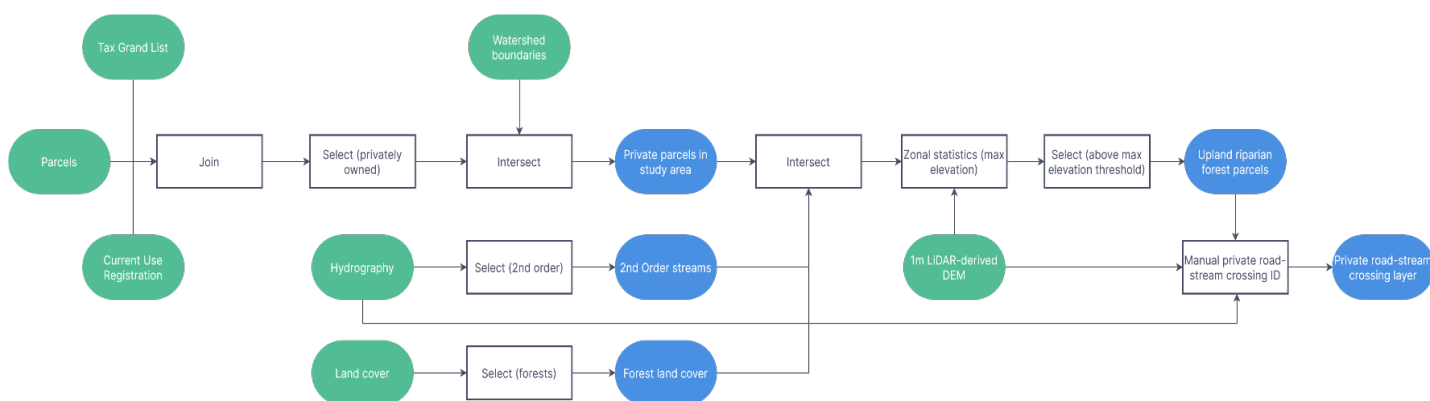 Tax Grand List
Watershed
boundaries
Parcels
Join
Select (privately
owned)
Intersect
Private parcels in
study area
Intersect
Zonal statistics (max
elevation)
Select (above max
elevation threshold)
Upland riparian
forest parcels
Current Use
Registration
Hydrography
Select (2nd order)
2nd Order streams
1m LiDAR-derived
DEM
Manual private road-
stream crossing ID
Private road-stream
crossing layer
Land cover
Select (forests)
Forest land cover